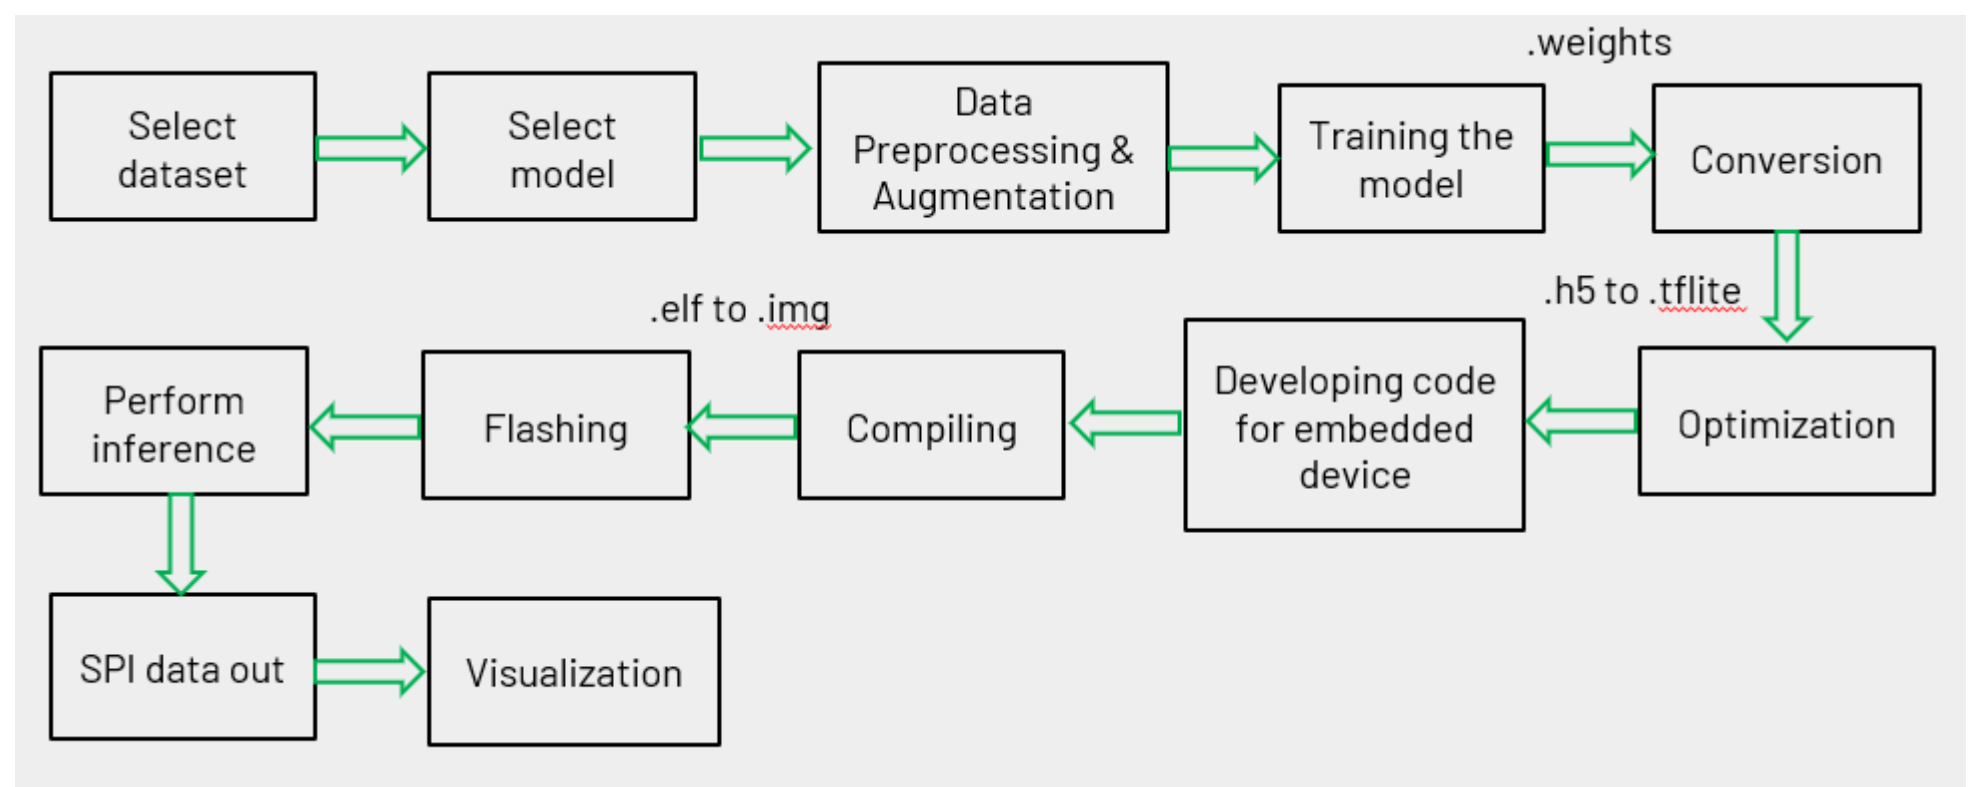 .weights
Select
dataset
Select
model
Data
Preprocessing &
Augmentation
Training the
model
Conversion
.h5 to .tflite
.elf to .img
Perform
inference
Flashing
Compiling
Developing code
for embedded
device
Optimization
SPI data out
Visualization